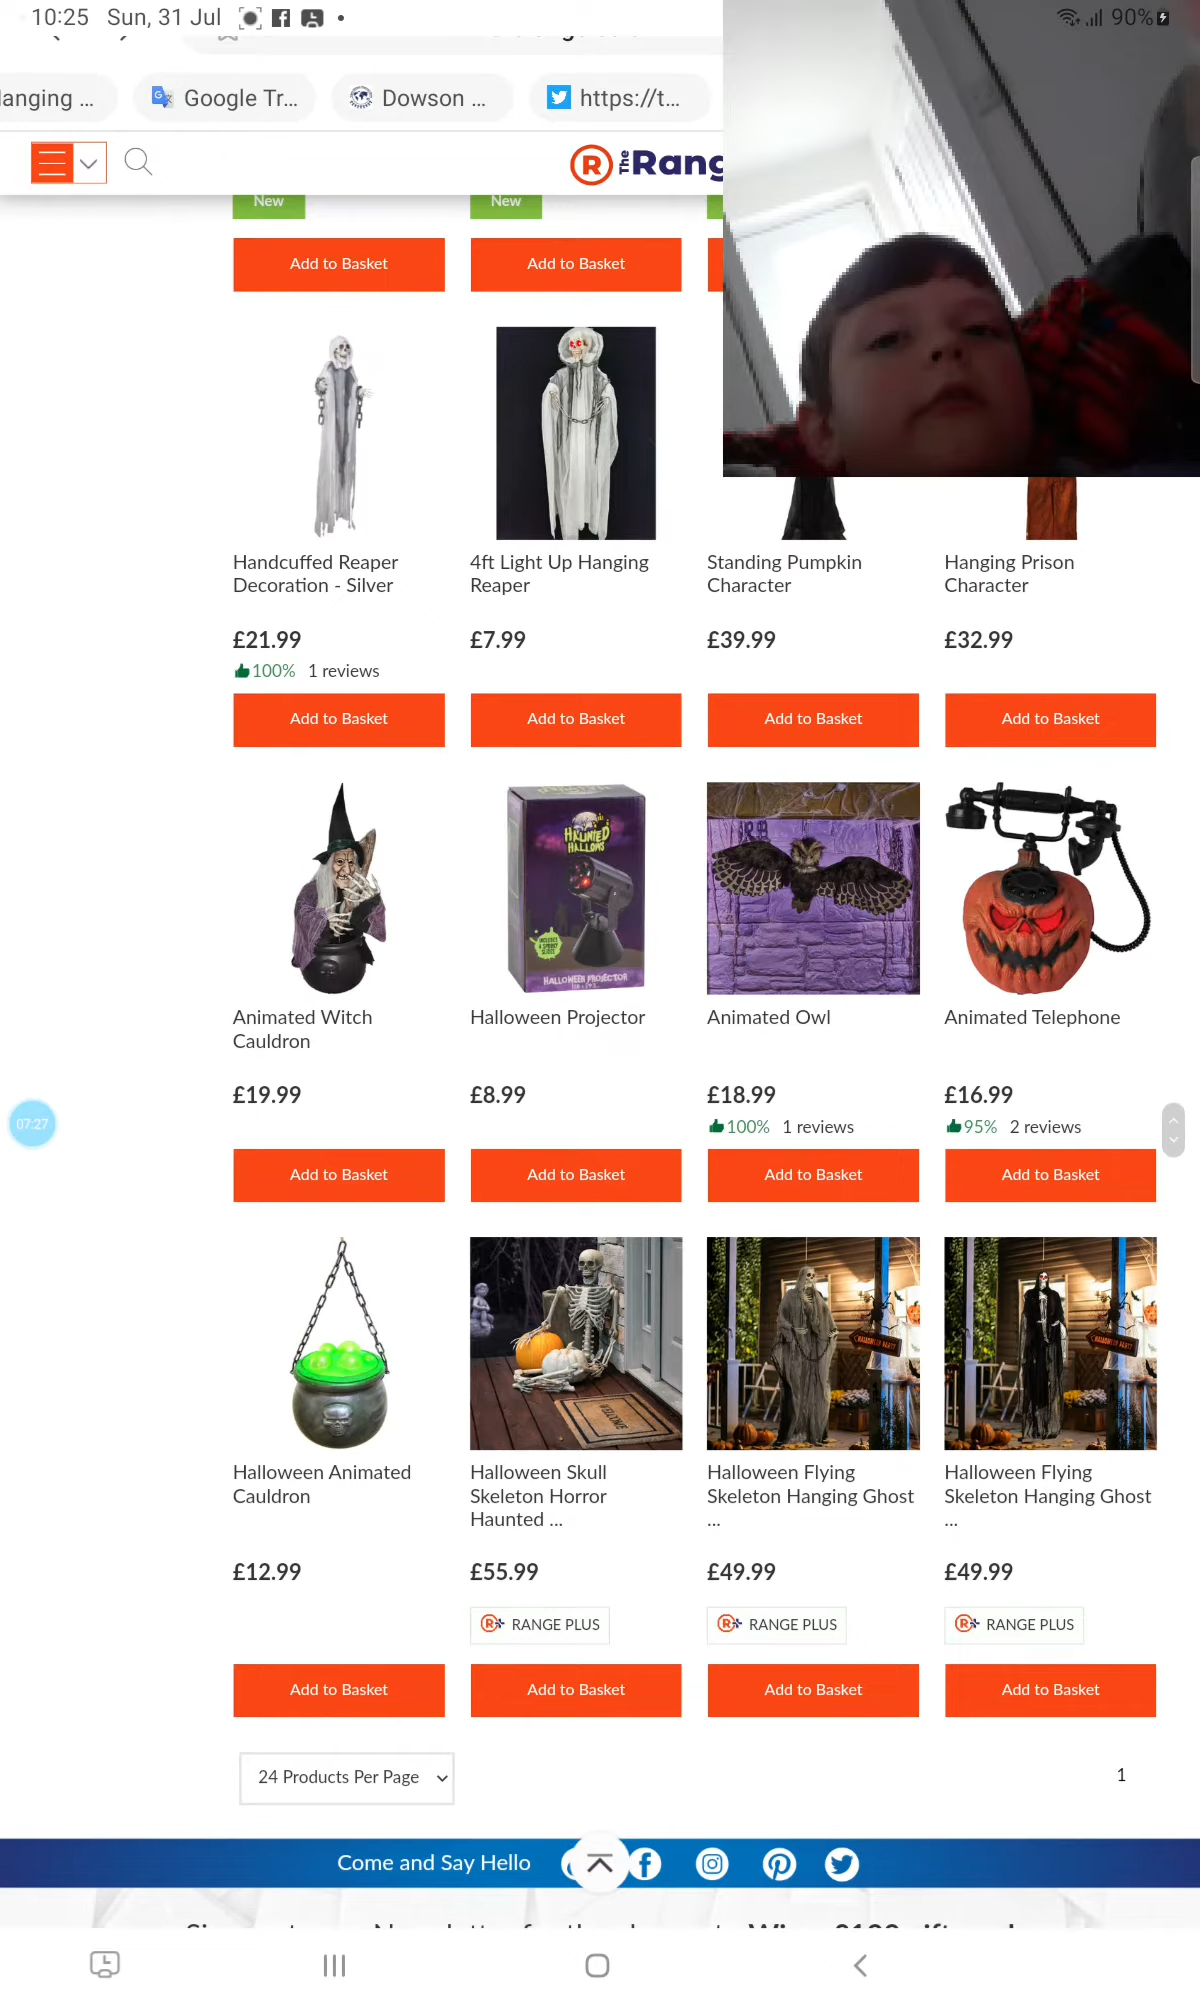 10:25 Sun, 31 Jul
90%
anging ...
Google Tr...
Dowson ...
https://t...
R The Rang
New
New
Add to Basket
Add to Basket
Handcuffed Reaper
Decoration - Silver
4ft Light Up Hanging
Reaper
Standing Pumpkin
Character
Hanging Prison
Character
£21.99
£7.99
£39.99
£32.99
100% 1 reviews
Add to Basket
Add to Basket
Add to Basket
Add to Basket
HAUNTED
HALLOWS
HALLOWEEN PROJECTOR
Animated Witch
Cauldron
Halloween Projector
Animated Owl
Animated Telephone
£19.99
£8.99
£18.99
£16.99
07:27
100% 1 reviews
95% 2 reviews
Add to Basket
Add to Basket
Add to Basket
Add to Basket
WELCOME
HALLOWEEN PARTY
HALLOWEEN PARTY
Halloween Animated
Cauldron
Halloween Skull
Skeleton Horror
Haunted ...
Halloween Flying
Skeleton Hanging Ghost
...
Halloween Flying
Skeleton Hanging Ghost
...
£12.99
£55.99
£49.99
£49.99
R+ RANGE PLUS
R+ RANGE PLUS
R+ RANGE PLUS
Add to Basket
Add to Basket
Add to Basket
Add to Basket
24 Products Per Page
1
Come and Say Hello